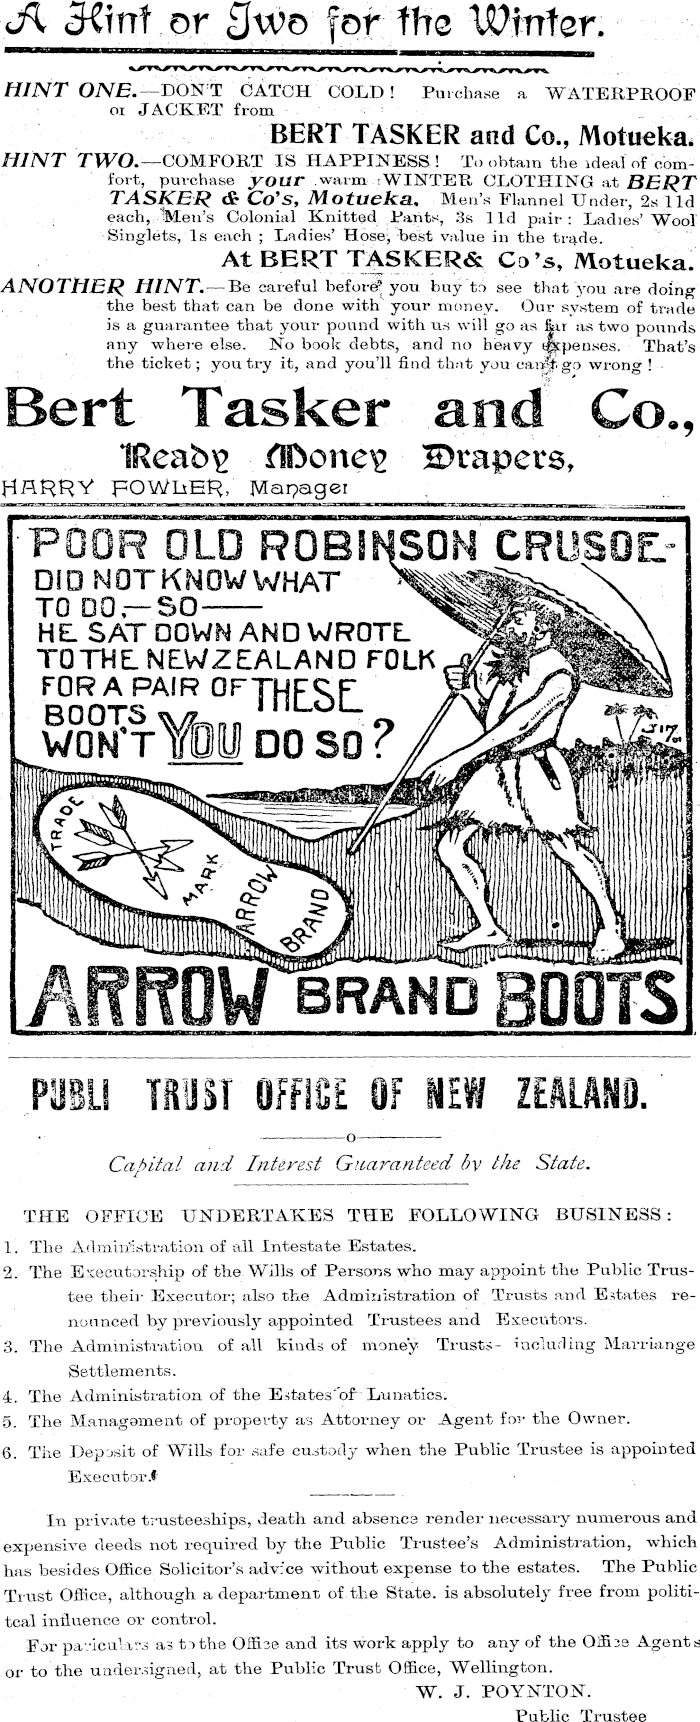 A Hint or Two for the Winter.
HINT ONE.—DON'T CATCH COLD! Purchase a WATERPROOF
or JACKET from
BERT TASKER and Co., Motueka.
HINT TWO.—COMFORT IS HAPPINESS! To obtain the ideal of com-
fort, purchase your warm WINTER CLOTHING at BERT
TASKER & Co's, Motueka. Men's Flannel Under, 2s 11d
each, Men's Colonial Knitted Pants, 3s 11d pair: Ladies' Wool
Singlets, 1s each; Ladies' Hose, best value in the trade.
At BERT TASKER& Co's, Motueka.
ANOTHER HINT.—Be careful before you buy to see that you are doing
the best that can be done with your money. Our system of trade
is a guarantee that your pound with us will go as far as two pounds
any where else. No book debts, and no heavy expenses. That's
the ticket; you try it, and you'll find that you can't go wrong!
Bert Tasker and Co.,
Ready Money Drapers,
HARRY FOWLER, Manager
POOR OLD ROBINSON CRUSOE-
DID NOT KNOW WHAT
TO DO,—SO—
HE SAT DOWN AND WROTE
TO THE NEW ZEALAND FOLK
FOR A PAIR OF THESE
BOOTS
WON'T YOU DO SO?
TRADE
MARK
ARROW
BRAND
ARROW BRAND BOOTS
PUBLI TRUST OFFICE OF NEW ZEALAND.
Capital and Interest Guaranteed by the State.
THE OFFICE UNDERTAKES THE FOLLOWING BUSINESS:
1. The Administration of all Intestate Estates.
2. The Executorship of the Wills of Persons who may appoint the Public Trus-
tee their Executor; also the Administration of Trusts and Estates re-
nounced by previously appointed Trustees and Executors.
3. The Administration of all kinds of money Trusts- including Marriange
Settlements.
4. The Administration of the Estates of Lunatics.
5. The Management of property as Attorney or Agent for the Owner.
6. The Deposit of Wills for safe custody when the Public Trustee is appointed
Executor.
In private trusteeships, death and absence render necessary numerous and
expensive deeds not required by the Public Trustee's Administration, which
has besides Office Solicitor's advice without expense to the estates. The Public
Trust Office, although a department of the State. is absolutely free from politi-
tcal influence or control.
For paticulars as to the Office and its work apply to any of the Office Agents
or to the undersigned, at the Public Trust Office, Wellington.
W. J. POYNTON.
Public Trustee